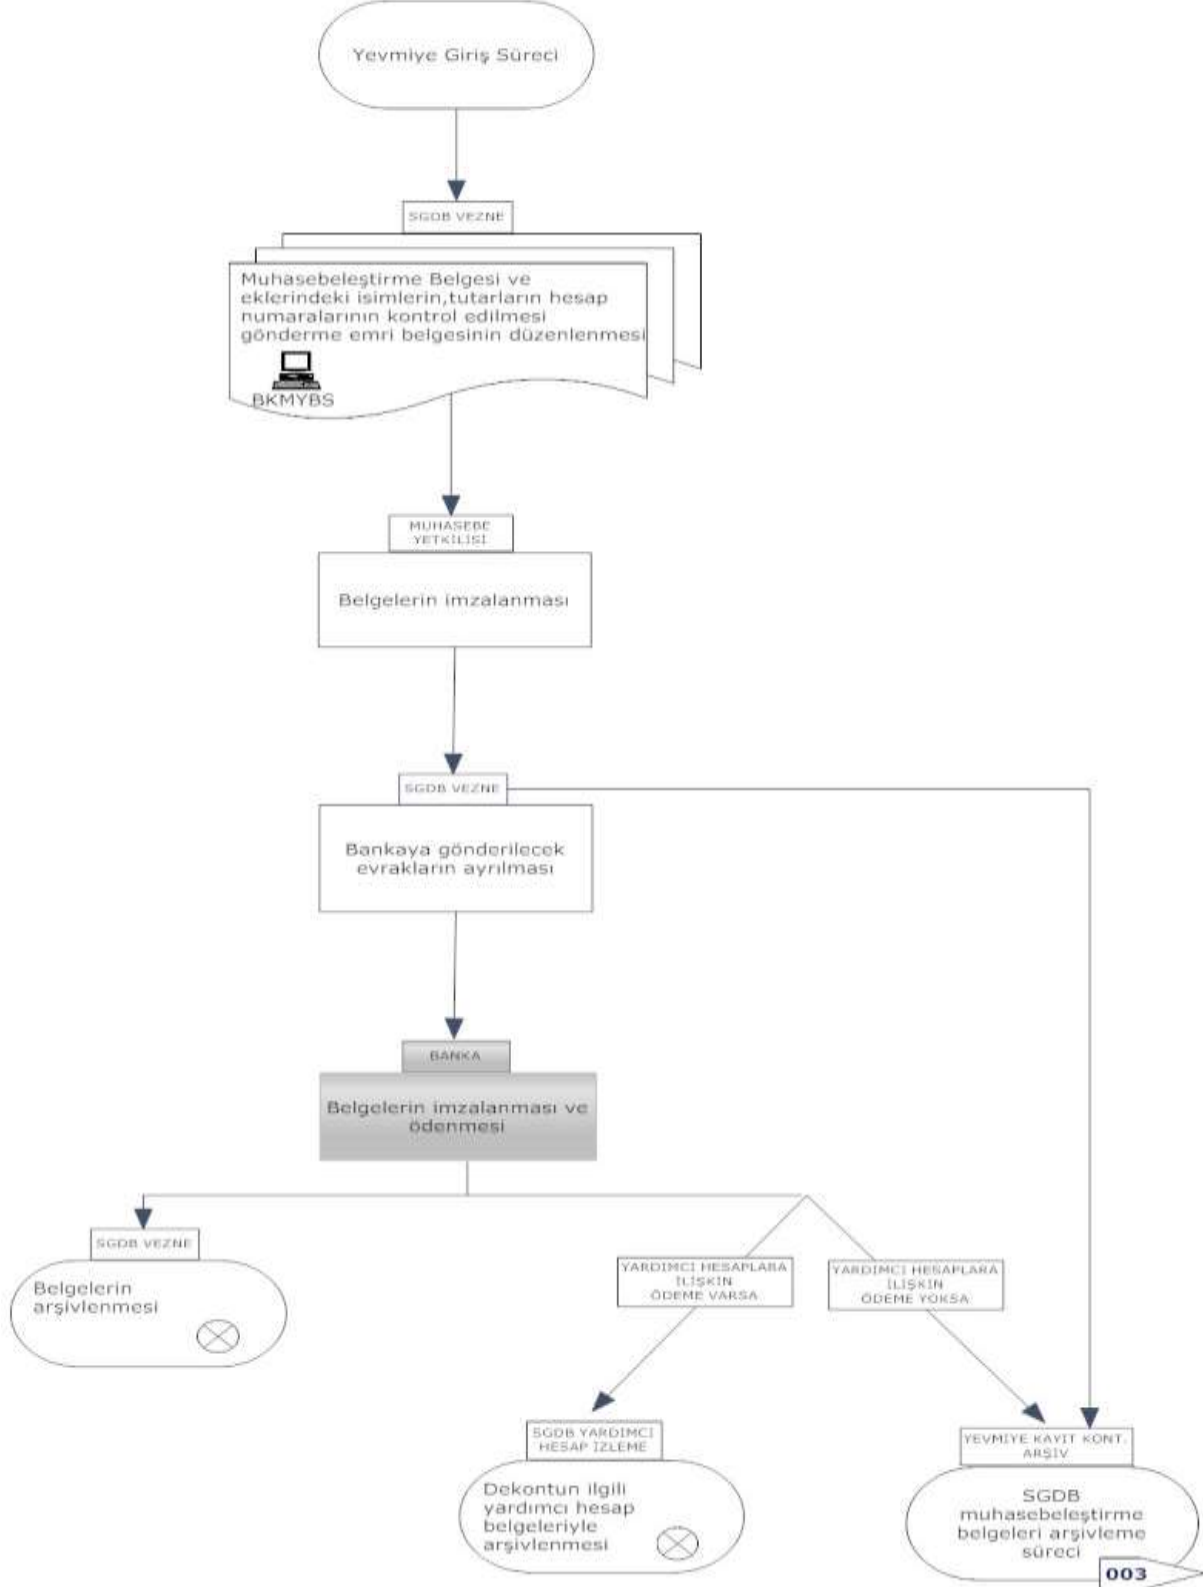 Yevmiye Giriş Süreci
SGDB VEZNE
Muhasebeleştirme Belgesi ve
eklerindeki isimlerin,tutarların hesap
numaralarının kontrol edilmesi
gönderme emri belgesinin düzenlenmesi
BKMYBS
MUHASEBE
YETKİLİSİ
Belgelerin imzalanması
SGDB VEZNE
Bankaya gönderilecek
evrakların ayrılması
BANKA
Belgelerin imzalanması ve
ödenmesi
SGDB VEZNE
Belgelerin
arşivlenmesi
YARDIMCI HESAPLARA
İLİŞKİN
ÖDEME VARSA
YARDIMCI HESAPLARA
İLİŞKİN
ÖDEME YOKSA
SGDB YARDIMCI
HESAP İZLEME
Dekontun ilgili
yardımcı hesap
belgeleriyle
arşivlenmesi
YEVMİYE KAYIT KONT.
ARŞİV
SGDB
muhasebeleştirme
belgeleri arşivleme
süreci
003